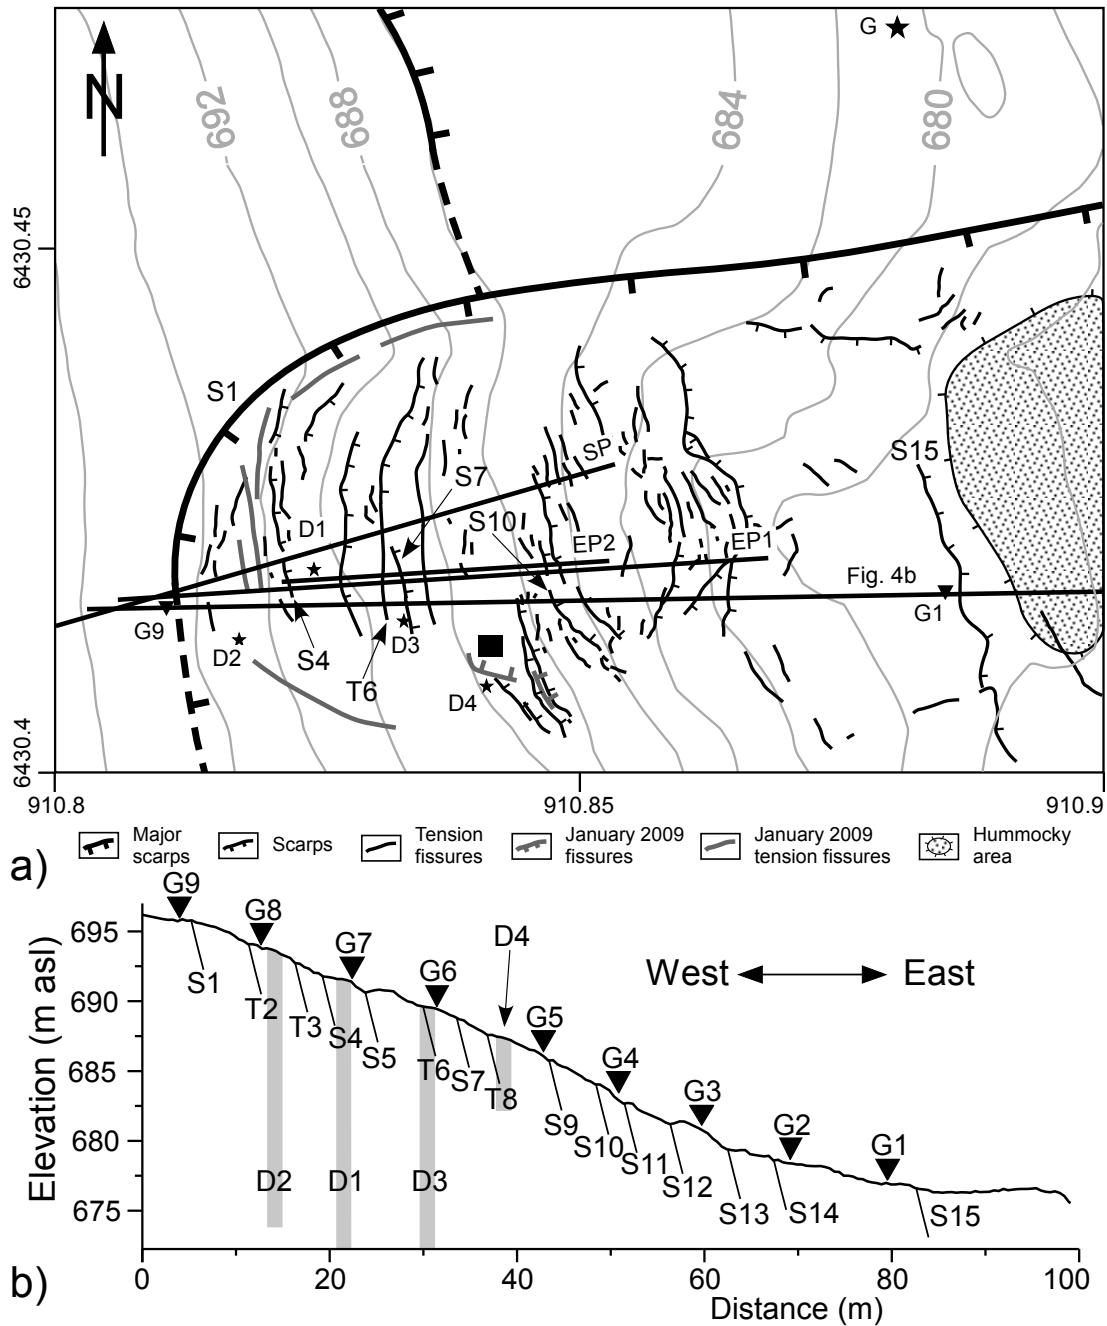 G
N
692
688
684
680
6430.45
S1
S15
SP
S7
S10
D1
EP2
EP1
Fig. 4b
G9
G1
D2
S4
D3
T6
D4
6430.4
910.8
910.85
910.9
Major
scarps
Scarps
Tension
fissures
January 2009
fissures
January 2009
tension fissures
Hummocky
area
a)
G9
G8
G7
G6
D4
G5
G4
G3
G2
G1
West
East
695
690
685
680
675
Elevation (m asl)
S1
T2
T3
S4
S5
T6
S7
T8
S9
S10
S11
S12
S13
S14
S15
D2
D1
D3
0
20
40
60
80
100
Distance (m)
b)